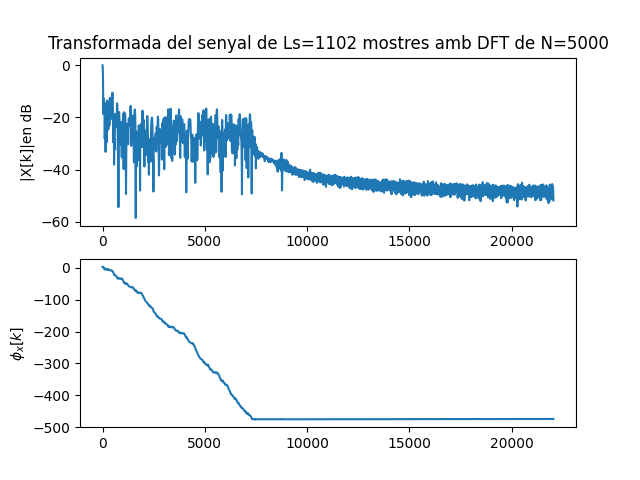 Transformada del senyal de Ls=1102 mostres amb DFT de N=5000
|X[k]|en dB
0
−20
−40
−60
0 5000 10000 15000 20000
ϕx[k]
0
−100
−200
−300
−400
−500
0 5000 10000 15000 20000